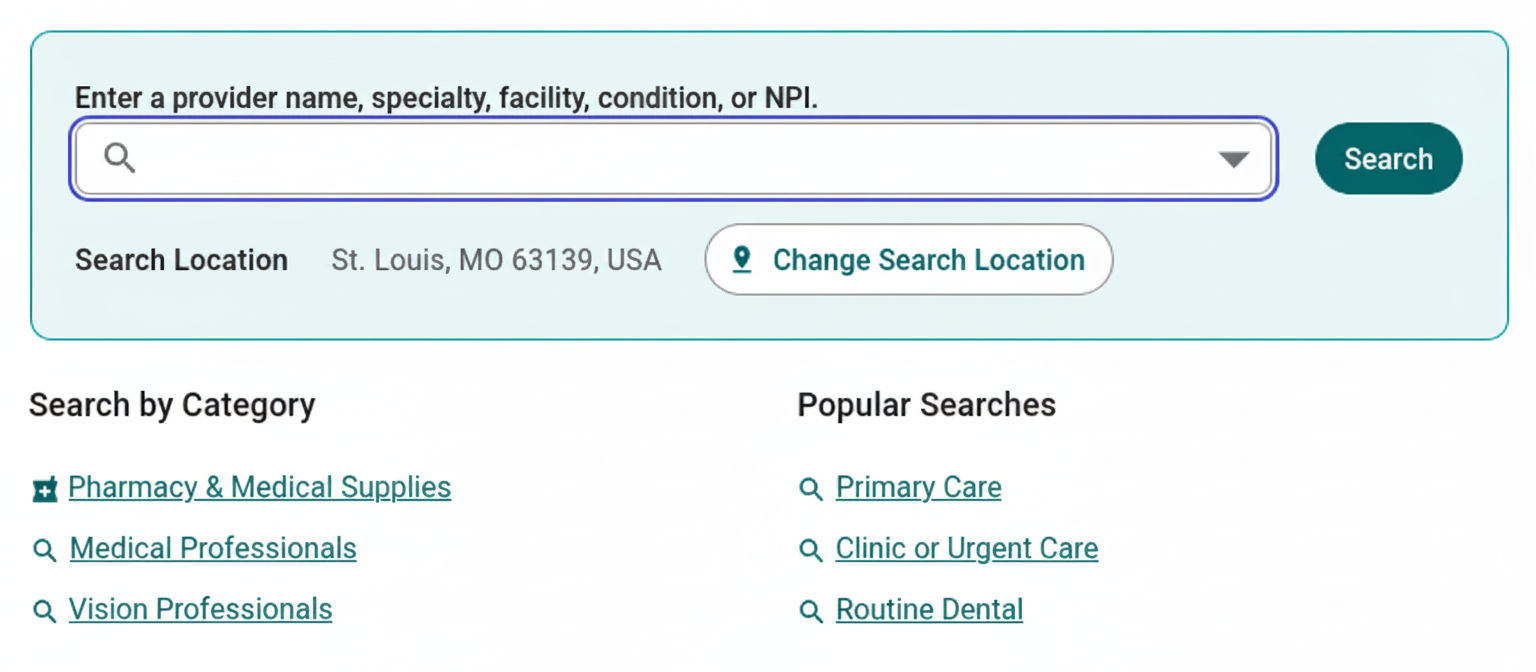 Enter a provider name, specialty, facility, condition, or NPI.
Search
Search Location St. Louis, MO 63139, USA Change Search Location
Search by Category
Pharmacy & Medical Supplies
Medical Professionals
Vision Professionals
Popular Searches
Primary Care
Clinic or Urgent Care
Routine Dental